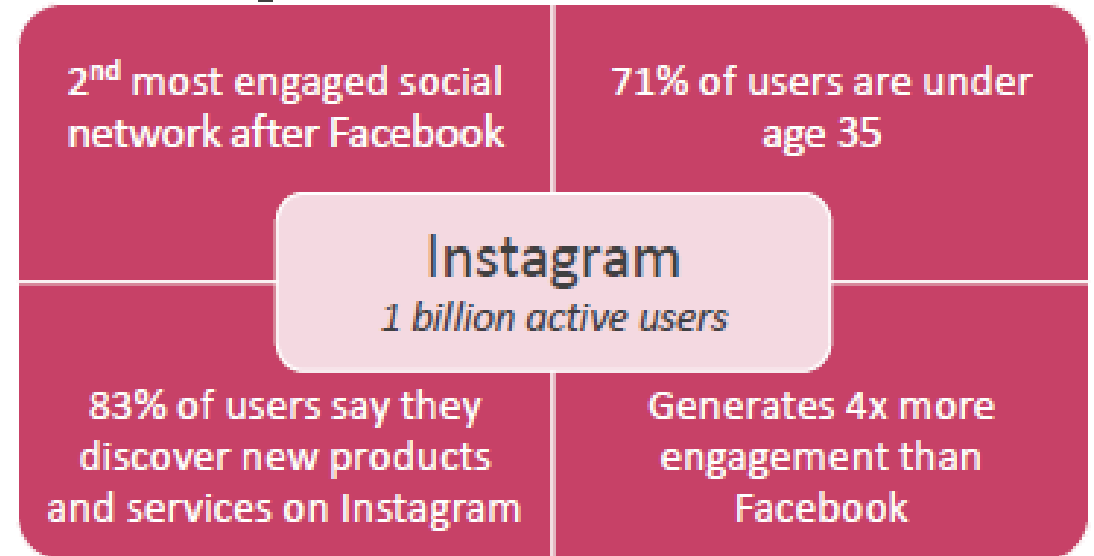 2nd most engaged social
network after Facebook
71% of users are under
age 35
Instagram
1 billion active users
83% of users say they
discover new products
and services on Instagram
Generates 4x more
engagement than
Facebook